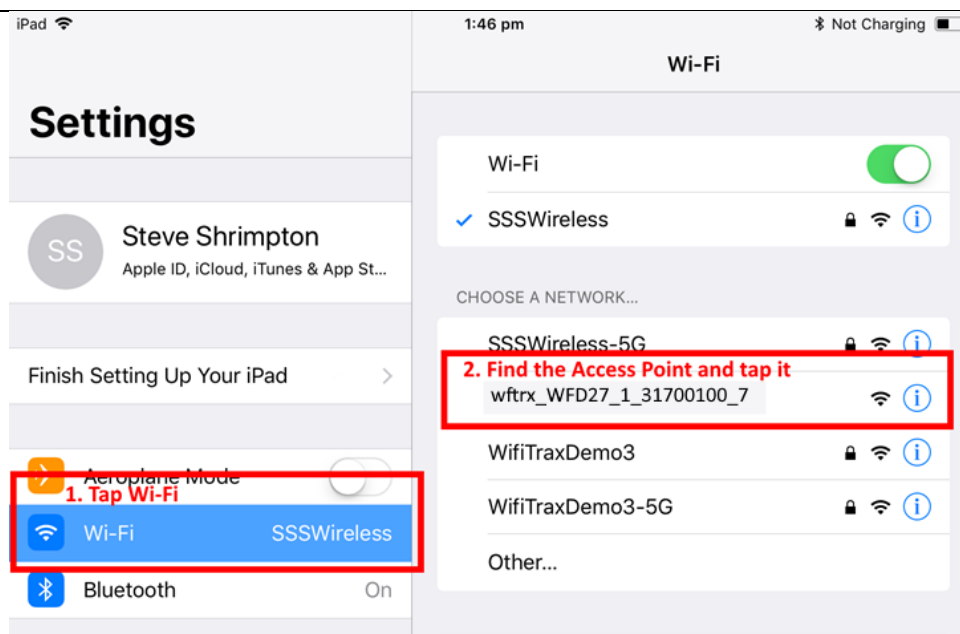 iPad
1:46 pm
Not Charging
Settings
Wi-Fi
SS
Steve Shrimpton
Apple ID, iCloud, iTunes & App St...
Finish Setting Up Your iPad
Aeroplane Mode
1. Tap Wi-Fi
Wi-Fi SSSWireless
Bluetooth On
Wi-Fi
SSSWireless
CHOOSE A NETWORK...
SSSWireless-5G
2. Find the Access Point and tap it
wftrx_WFD27_1_31700100_7
WifiTraxDemo3
WifiTraxDemo3-5G
Other...